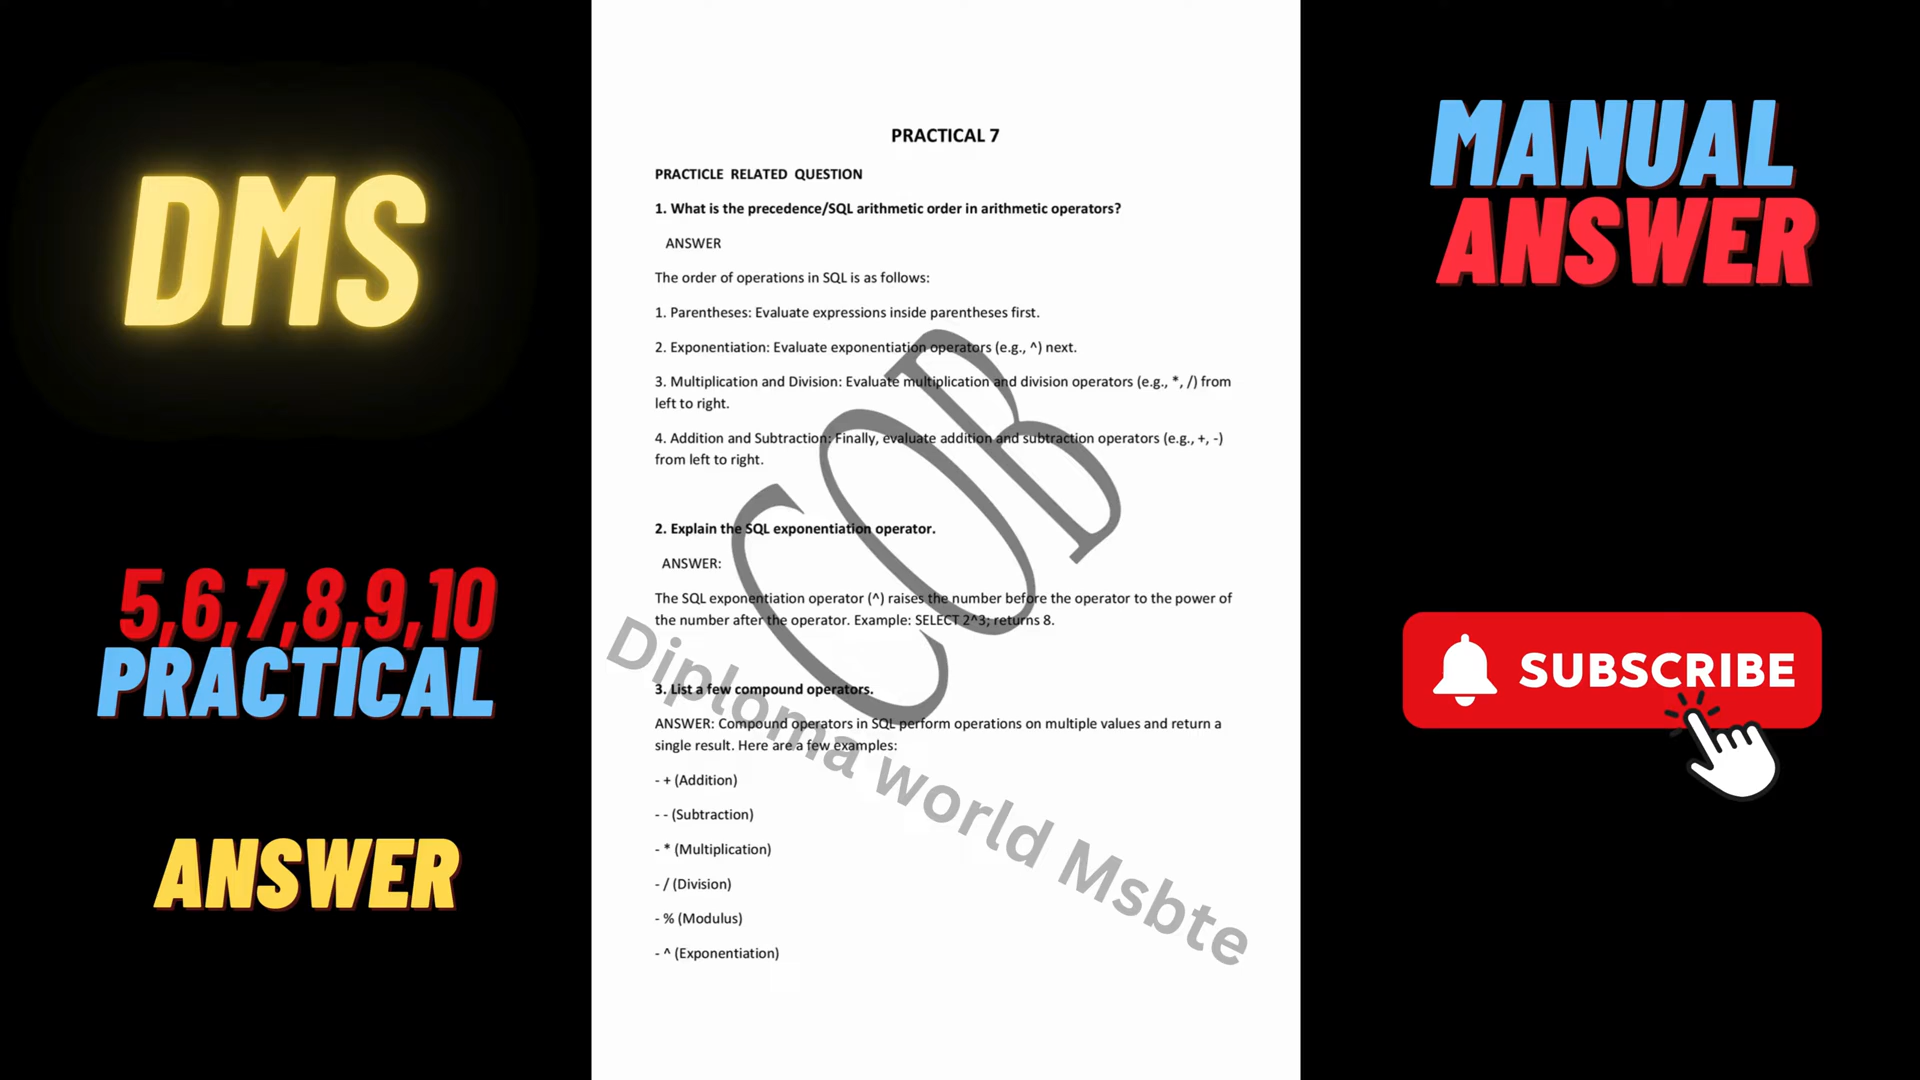 DMS
5,6,7,8,9,10
PRACTICAL
ANSWER
PRACTICAL 7
PRACTICLE RELATED QUESTION
1. What is the precedence/SQL arithmetic order in arithmetic operators?
ANSWER
The order of operations in SQL is as follows:
1. Parentheses: Evaluate expressions inside parentheses first.
2. Exponentiation: Evaluate exponentiation operators (e.g., ^) next.
3. Multiplication and Division: Evaluate multiplication and division operators (e.g., *, /) from
left to right.
4. Addition and Subtraction: Finally, evaluate addition and subtraction operators (e.g., +, -)
from left to right.
2. Explain the SQL exponentiation operator.
ANSWER:
The SQL exponentiation operator (^) raises the number before the operator to the power of
the number after the operator. Example: SELECT 2^3; returns 8.
3. List a few compound operators.
ANSWER: Compound operators in SQL perform operations on multiple values and return a
single result. Here are a few examples:
- + (Addition)
- - (Subtraction)
- * (Multiplication)
- / (Division)
- % (Modulus)
- ^ (Exponentiation)
COB
Diploma world Msbte
MANUAL
ANSWER
SUBSCRIBE